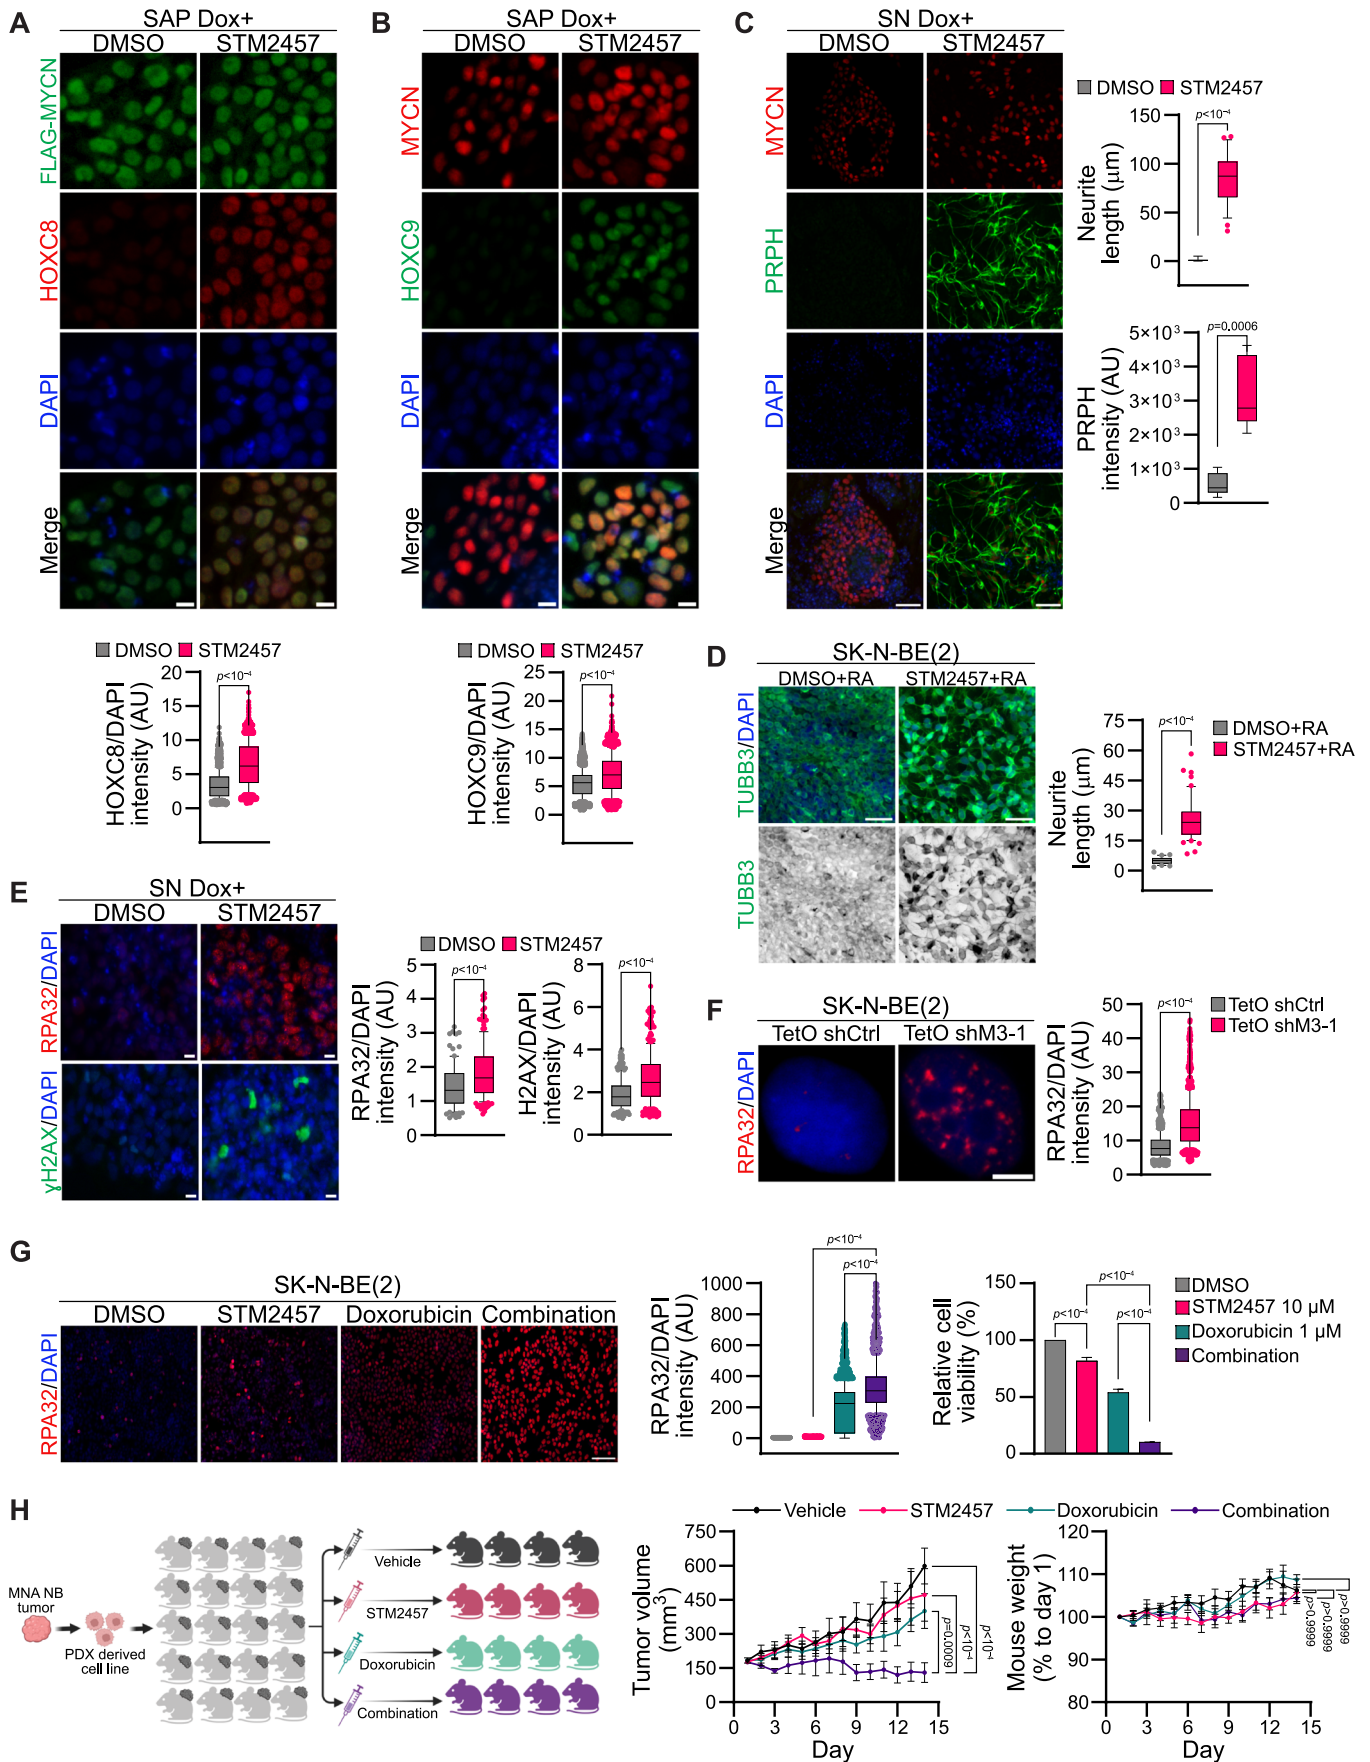 A
SAP Dox+
DMSO STM2457
FLAG-MYCN
HOXC8
DAPI
Merge
DMSO STM2457
HOXC8/DAPI
intensity (AU)
20
15
10
5
0
p<10⁻⁴
B
SAP Dox+
DMSO STM2457
MYCN
HOXC9
DAPI
Merge
DMSO STM2457
HOXC9/DAPI
intensity (AU)
25
20
15
10
5
0
p<10⁻⁴
C
SN Dox+
DMSO STM2457
MYCN
PRPH
DAPI
Merge
DMSO STM2457
Neurite
length (µm)
150
100
50
0
p<10⁻⁴
PRPH
intensity (AU)
5×10³
4×10³
3×10³
2×10³
1×10³
0
p=0.0006
D
SK-N-BE(2)
DMSO+RA STM2457+RA
TUBB3/DAPI
TUBB3
Neurite
length (µm)
75
60
45
30
15
0
p<10⁻⁴
DMSO+RA
STM2457+RA
E
SN Dox+
DMSO STM2457
RPA32/DAPI
γH2AX/DAPI
DMSO STM2457
RPA32/DAPI
intensity (AU)
5
4
3
2
1
0
p<10⁻⁴
H2AX/DAPI
intensity (AU)
8
6
4
2
0
p<10⁻⁴
F
SK-N-BE(2)
TetO shCtrl TetO shM3-1
RPA32/DAPI
RPA32/DAPI
intensity (AU)
50
40
30
20
10
0
p<10⁻⁴
TetO shCtrl
TetO shM3-1
G
SK-N-BE(2)
DMSO STM2457 Doxorubicin Combination
RPA32/DAPI
RPA32/DAPI
intensity (AU)
1000
800
600
400
200
0
p<10⁻⁴
p<10⁻⁴
Relative cell
viability (%)
150
100
50
0
p<10⁻⁴
p<10⁻⁴
p<10⁻⁴
DMSO
STM2457 10 µM
Doxorubicin 1 µM
Combination
H
MNA NB
tumor
PDX derived
cell line
Vehicle
STM2457
Doxorubicin
Combination
Vehicle STM2457 Doxorubicin Combination
Tumor volume
(mm³)
750
600
450
300
150
0
0 3 6 9 12 15
Day
p=0.0009
p<10⁻⁴
p<10⁻⁴
Mouse weight
(% to day 1)
120
110
100
90
80
0 3 6 9 12 15
Day
p>0.9999
p>0.9999
p>0.9999